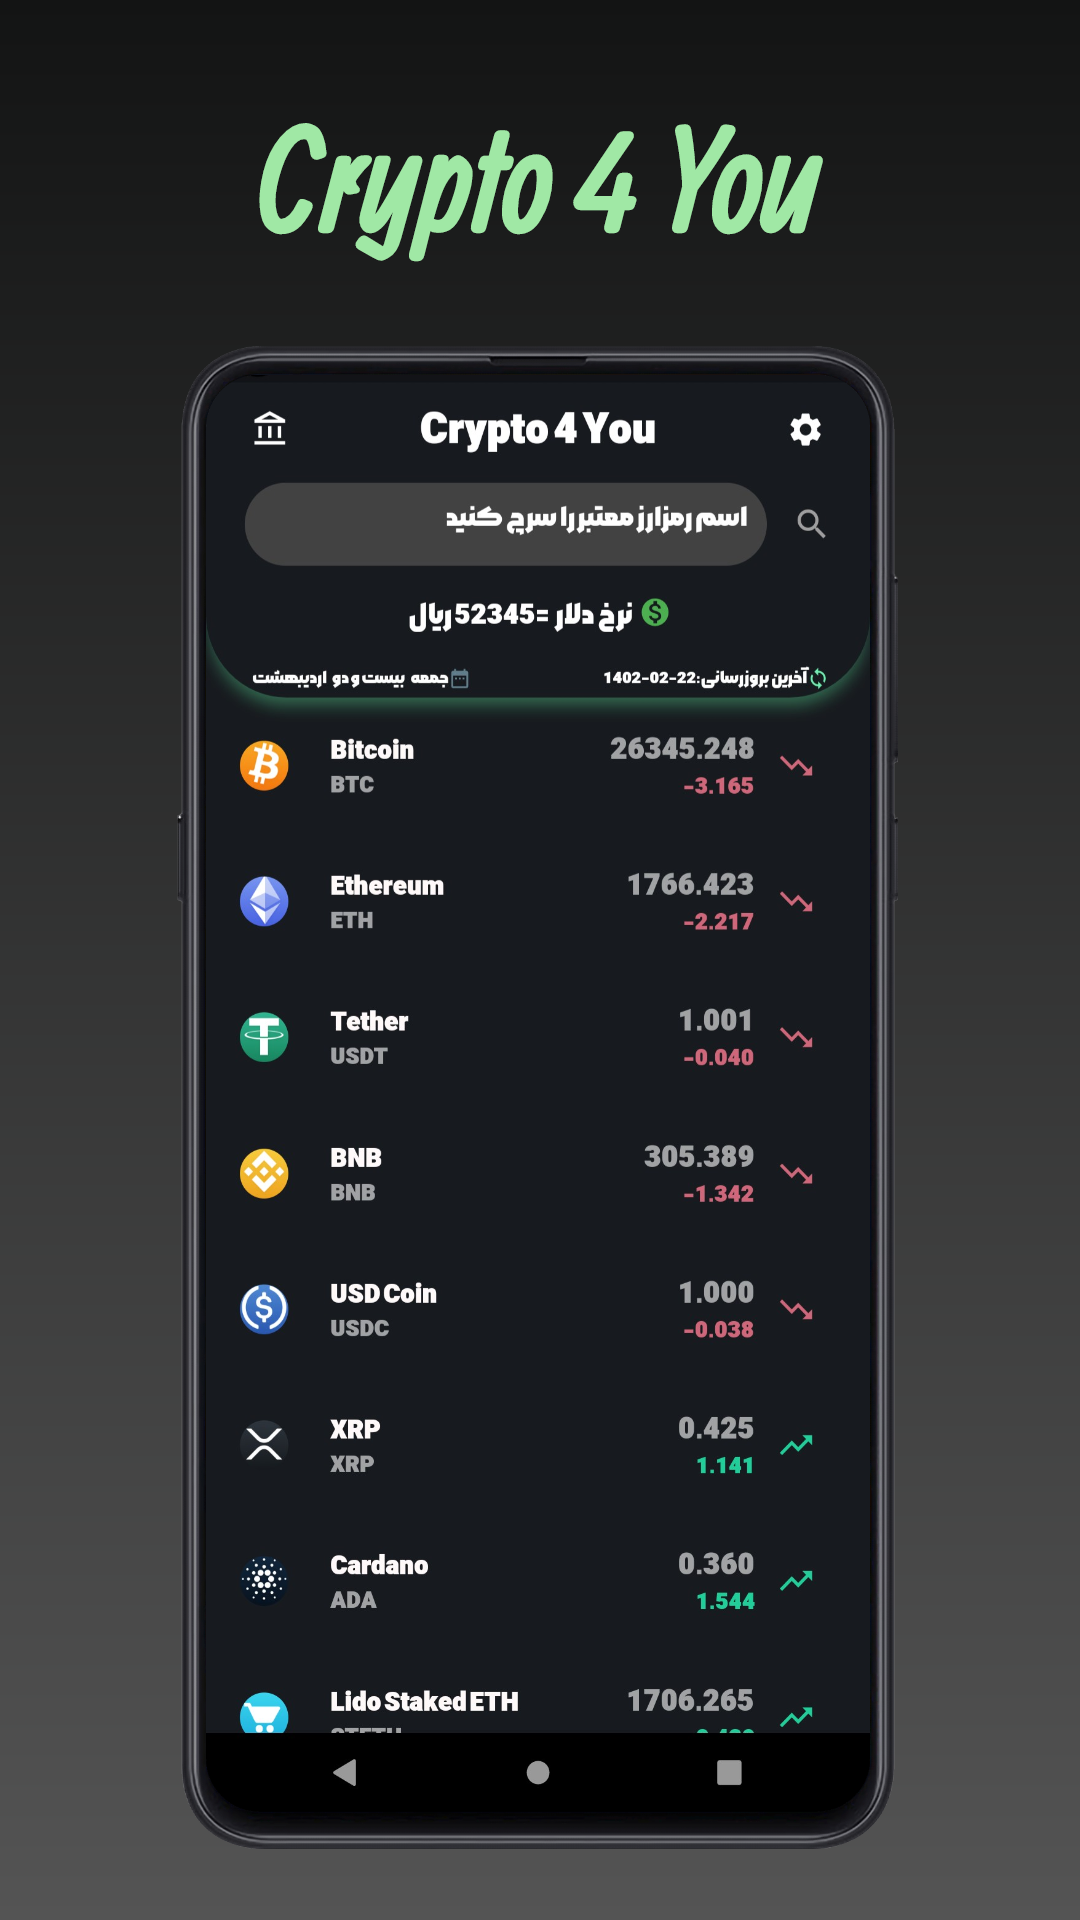 Crypto 4 You
Crypto 4 You
اسم رمزارز معتبر را سرچ کنید
نرخ دلار =52345 ریال
آخرین بروزرسانی:22-02-1402
جمعه بیست و دو اردیبهشت
Bitcoin 26345.248
BTC -3.165
Ethereum 1766.423
ETH -2.217
Tether 1.001
USDT -0.040
BNB 305.389
BNB -1.342
USD Coin 1.000
USDC -0.038
XRP 0.425
XRP 1.141
Cardano 0.360
ADA 1.544
Lido Staked ETH 1706.265